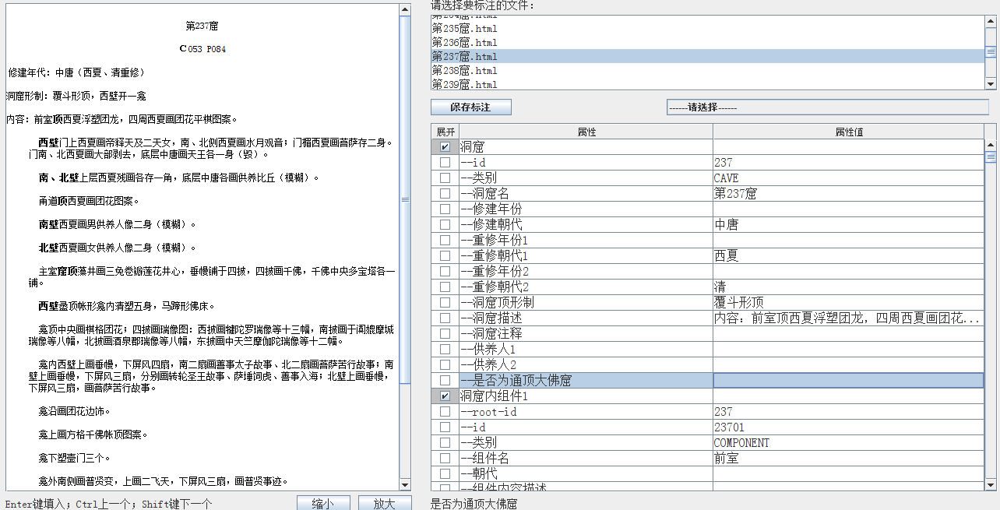 第237窟
C053 P084
修建年代：中唐（西夏、清重修）
洞窟形制：覆斗形顶，西壁开一龛
内容：前室顶西夏浮塑团龙，四周西夏画团花平棋图案。
西壁门上西夏画帝释天及二天女，南、北侧西夏画水月观音；门楣西夏画菩萨存二身。
门南、北西夏画大部剥去，底层中唐画天王各一身（毁）。
南、北壁上层西夏残画各存一角，底层中唐各画供养比丘（模糊）。
甬道顶西夏画团花图案。
南壁西夏画男供养人像二身（模糊）。
北壁西夏画女供养人像二身（模糊）。
主室窟顶藻井画三兔卷瓣莲花井心，垂幔铺于四披，四披画千佛，千佛中央多宝塔各一
铺。
西壁盝顶帐形龛内清塑五身，马蹄形佛床。
龛顶中央画棋格团花；四披画瑞像图：西披画犍陀罗瑞像等十三幅，南披画于阗媲摩城
瑞像等八幅，北披画酒泉郡瑞像等八幅，东披画中天竺摩伽陀瑞像等十二幅。
龛内西壁上画垂幔，下屏风四扇，南二扇画善事太子故事、北二扇画菩萨苦行故事；南
壁上画垂幔，下屏风三扇，分别画转轮圣王故事、萨埵饲虎、善事入海；北壁上画垂幔，
下屏风三扇，画菩萨苦行故事。
龛沿画团花边饰。
龛上画方格千佛帐顶图案。
龛下塑壸门三个。
龛外南侧画普贤变，上画二飞天，下屏风三扇，画普贤事迹。
Enter键填入；Ctrl上一个；Shift键下一个
缩小
放大
请选择要标注的文件：
第234窟.html
第235窟.html
第236窟.html
第237窟.html
第238窟.html
第239窟.html
保存标注
------请选择------
展开 属性 属性值
洞窟
--id 237
--类别 CAVE
--洞窟名 第237窟
--修建年份
--修建朝代 中唐
--重修年份1
--重修朝代1 西夏
--重修年份2
--重修朝代2 清
--洞窟顶形制 覆斗形顶
--洞窟描述 内容：前室顶西夏浮塑团龙，四周西夏画团花...
--洞窟注释
--供养人1
--供养人2
--是否为通顶大佛窟
洞窟内组件1
--root-id 237
--id 23701
--类别 COMPONENT
--组件名 前室
--朝代
--组件内容描述
是否为通顶大佛窟